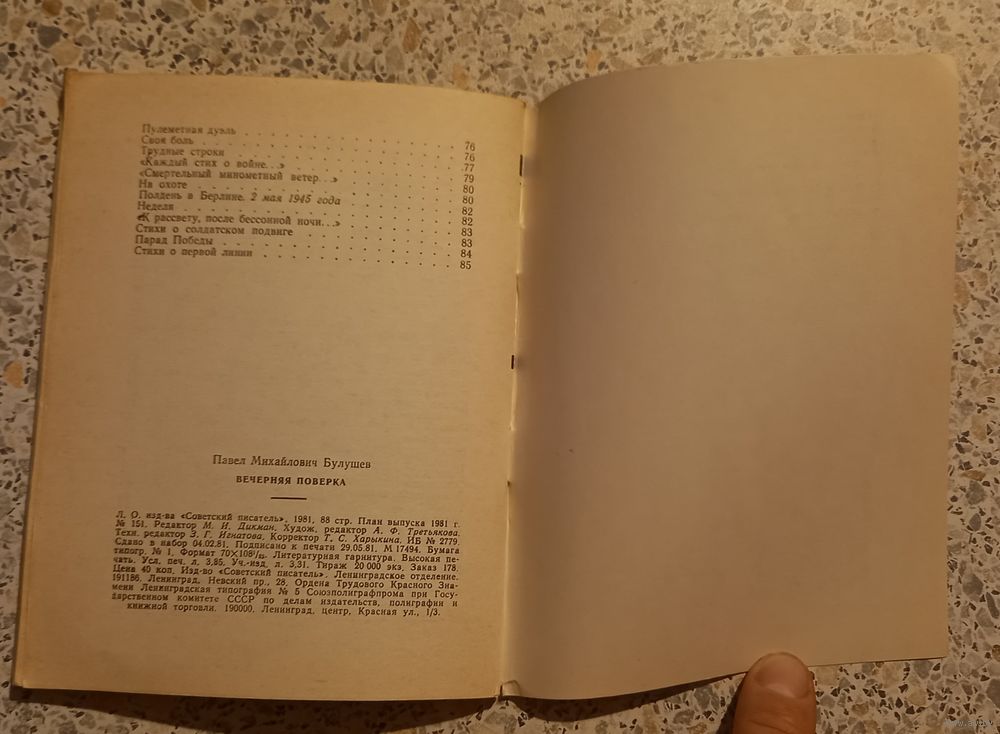 Пулеметная дуэль . . . . . . . . . . 76
Своя боль . . . . . . . . . . 76
Трудные строки . . . . . . . . . . 77
«Каждый стих о войне. . .» . . . . . . . . . . 79
«Смертельный минометный ветер. . .» . . . . . . . . . . 80
На охоте . . . . . . . . . . 80
Полдень в Берлине. 2 мая 1945 года . . . . . . . . . . 82
Неделя . . . . . . . . . . 82
«К рассвету, после бессонной ночи. . .» . . . . . . . . . . 83
Стихи о солдатском подвиге . . . . . . . . . . 83
Парад Победы . . . . . . . . . . 84
Стихи о первой линии . . . . . . . . . . 85
Павел Михайлович Булушев
ВЕЧЕРНЯЯ ПОВЕРКА
Л. О. изд-ва «Советский писатель», 1981, 88 стр. План выпуска 1981 г.
№ 151. Редактор М. И. Дикман. Худож. редактор А. Ф. Третьякова.
Техн. редактор З. Г. Игнатова. Корректор Т. С. Харыкина. ИБ № 2779.
Сдано в набор 04.02.81. Подписано к печати 29.05.81. М 17494. Бумага
типогр. № 1. Формат 70×108¹/₃₂. Литературная гарнитура. Высокая пе-
чать. Усл. печ. л. 3,85. Уч.-изд. л. 3,31. Тираж 20 000 экз. Заказ 178.
Цена 40 коп. Изд-во «Советский писатель». Ленинградское отделение.
191186, Ленинград, Невский пр., 28. Ордена Трудового Красного Зна-
мени Ленинградская типография № 5 Союзполиграфпрома при Госу-
дарственном комитете СССР по делам издательств, полиграфии и
книжной торговли. 190000, Ленинград, центр, Красная ул., 1/3.